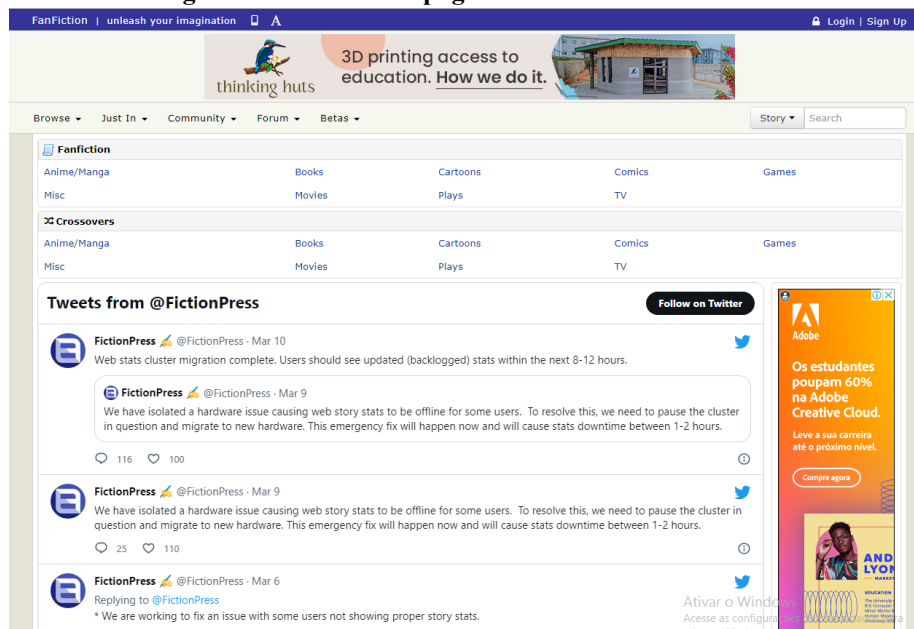 FanFiction | unleash your imagination A
Login | Sign Up
thinking huts
3D printing access to
education. How we do it.
Browse Just In Community Forum Betas
Story Search
Fanfiction
Anime/Manga Books Cartoons Comics Games
Misc Movies Plays TV
Crossovers
Anime/Manga Books Cartoons Comics Games
Misc Movies Plays TV
Tweets from @FictionPress
Follow on Twitter
FictionPress ✍ @FictionPress · Mar 10
Web stats cluster migration complete. Users should see updated (backlogged) stats within the next 8-12 hours.
FictionPress ✍ @FictionPress · Mar 9
We have isolated a hardware issue causing web story stats to be offline for some users. To resolve this, we need to pause the cluster
in question and migrate to new hardware. This emergency fix will happen now and will cause stats downtime between 1-2 hours.
116 100
FictionPress ✍ @FictionPress · Mar 9
We have isolated a hardware issue causing web story stats to be offline for some users. To resolve this, we need to pause the cluster in
question and migrate to new hardware. This emergency fix will happen now and will cause stats downtime between 1-2 hours.
25 110
FictionPress ✍ @FictionPress · Mar 6
Replying to @FictionPress
* We are working to fix an issue with some users not showing proper story stats.
Adobe
Os estudantes
poupam 60%
na Adobe
Creative Cloud.
Leve a sua carreira
até o próximo nível.
Compre agora
AND
LYON
EDUCATION
Ativar o Windows
Acesse as